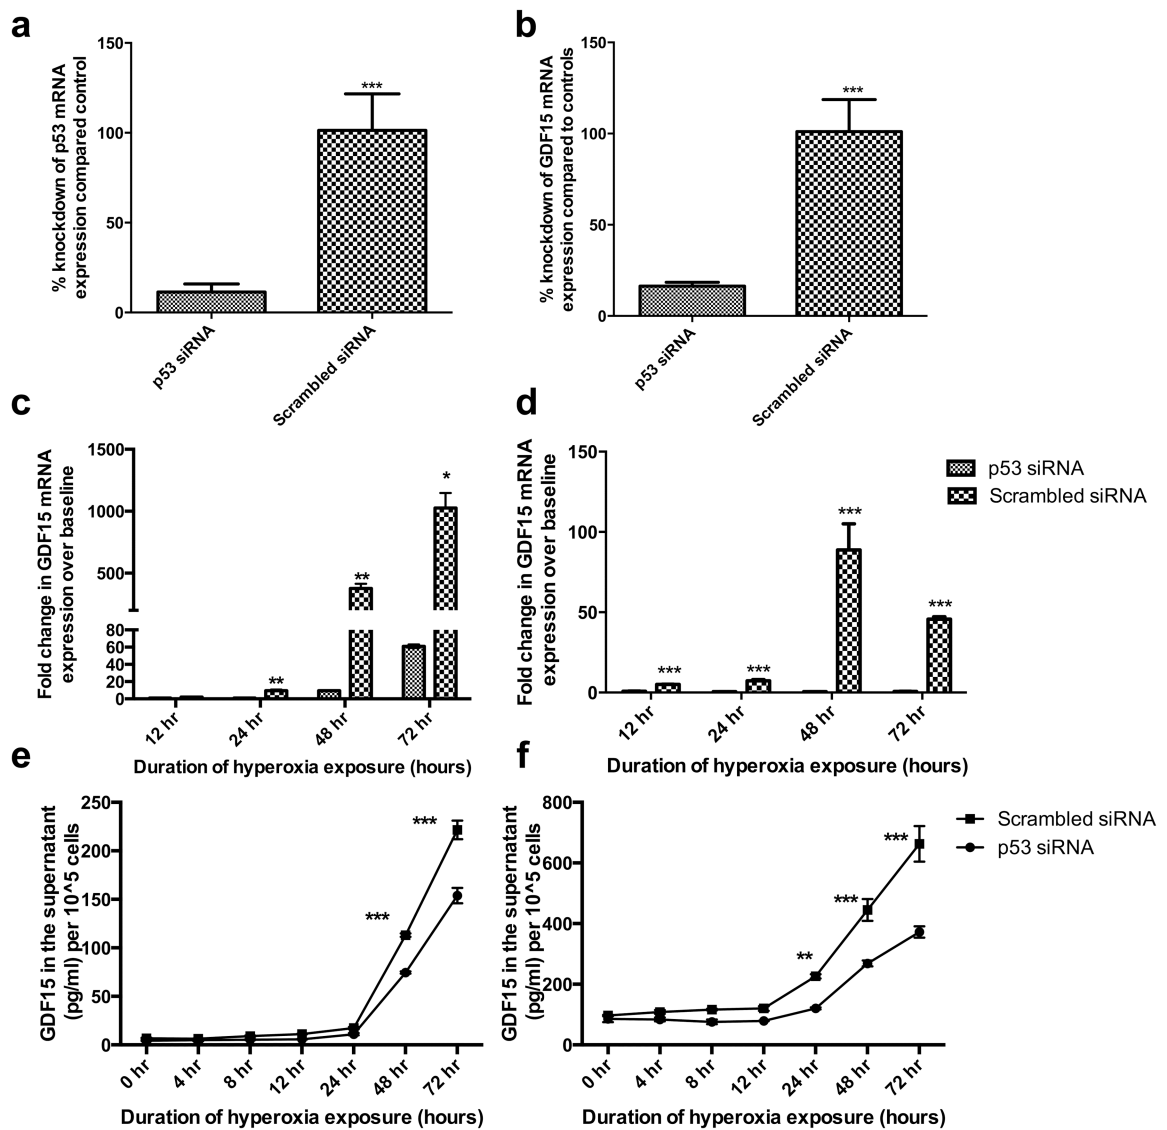 a
% knockdown of p53 mRNA
expression compared control
150
100
50
0
***
p53 siRNA
Scrambled siRNA
b
% knockdown of GDF15 mRNA
expression compared to controls
150
100
50
0
***
p53 siRNA
Scrambled siRNA
c
Fold change in GDF15 mRNA
expression over baseline
1500
1000
500
80
60
40
20
0
**
**
*
12 hr
24 hr
48 hr
72 hr
Duration of hyperoxia exposure (hours)
d
Fold change in GDF15 mRNA
expression over baseline
150
100
50
0
***
***
***
***
12 hr
24 hr
48 hr
72 hr
Duration of hyperoxia exposure (hours)
p53 siRNA
Scrambled siRNA
e
GDF15 in the supernatant
(pg/ml) per 10^5 cells
250
200
150
100
50
0
***
***
0 hr
4 hr
8 hr
12 hr
24 hr
48 hr
72 hr
Duration of hyperoxia exposure (hours)
f
GDF15 in the supernatant
(pg/ml) per 10^5 cells
800
600
400
200
0
**
***
***
0 hr
4 hr
8 hr
12 hr
24 hr
48 hr
72 hr
Duration of hyperoxia exposure (hours)
Scrambled siRNA
p53 siRNA